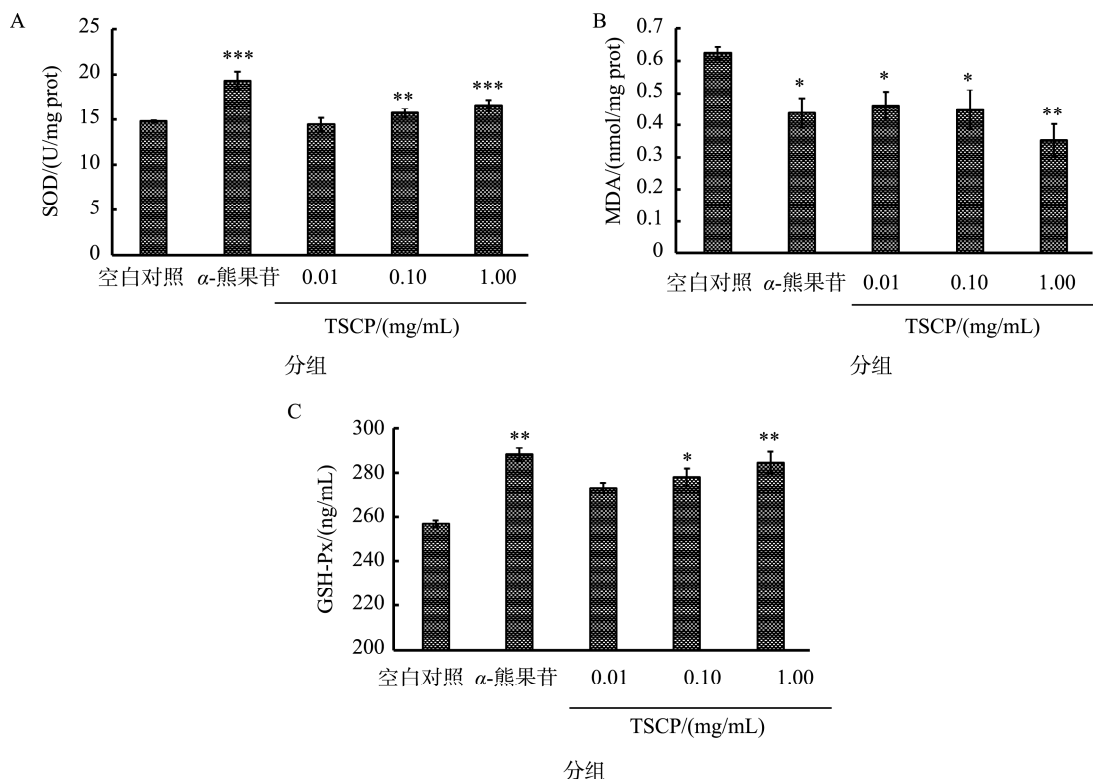 A
SOD/(U/mg prot)
25
20
15
10
5
0
***
**
***
空白对照 α-熊果苷 0.01 0.10 1.00
TSCP/(mg/mL)
分组
B
MDA/(nmol/mg prot)
0.7
0.6
0.5
0.4
0.3
0.2
0.1
0
*
*
*
**
空白对照 α-熊果苷 0.01 0.10 1.00
TSCP/(mg/mL)
分组
C
GSH-Px/(ng/mL)
300
280
260
240
220
200
**
*
**
空白对照 α-熊果苷 0.01 0.10 1.00
TSCP/(mg/mL)
分组